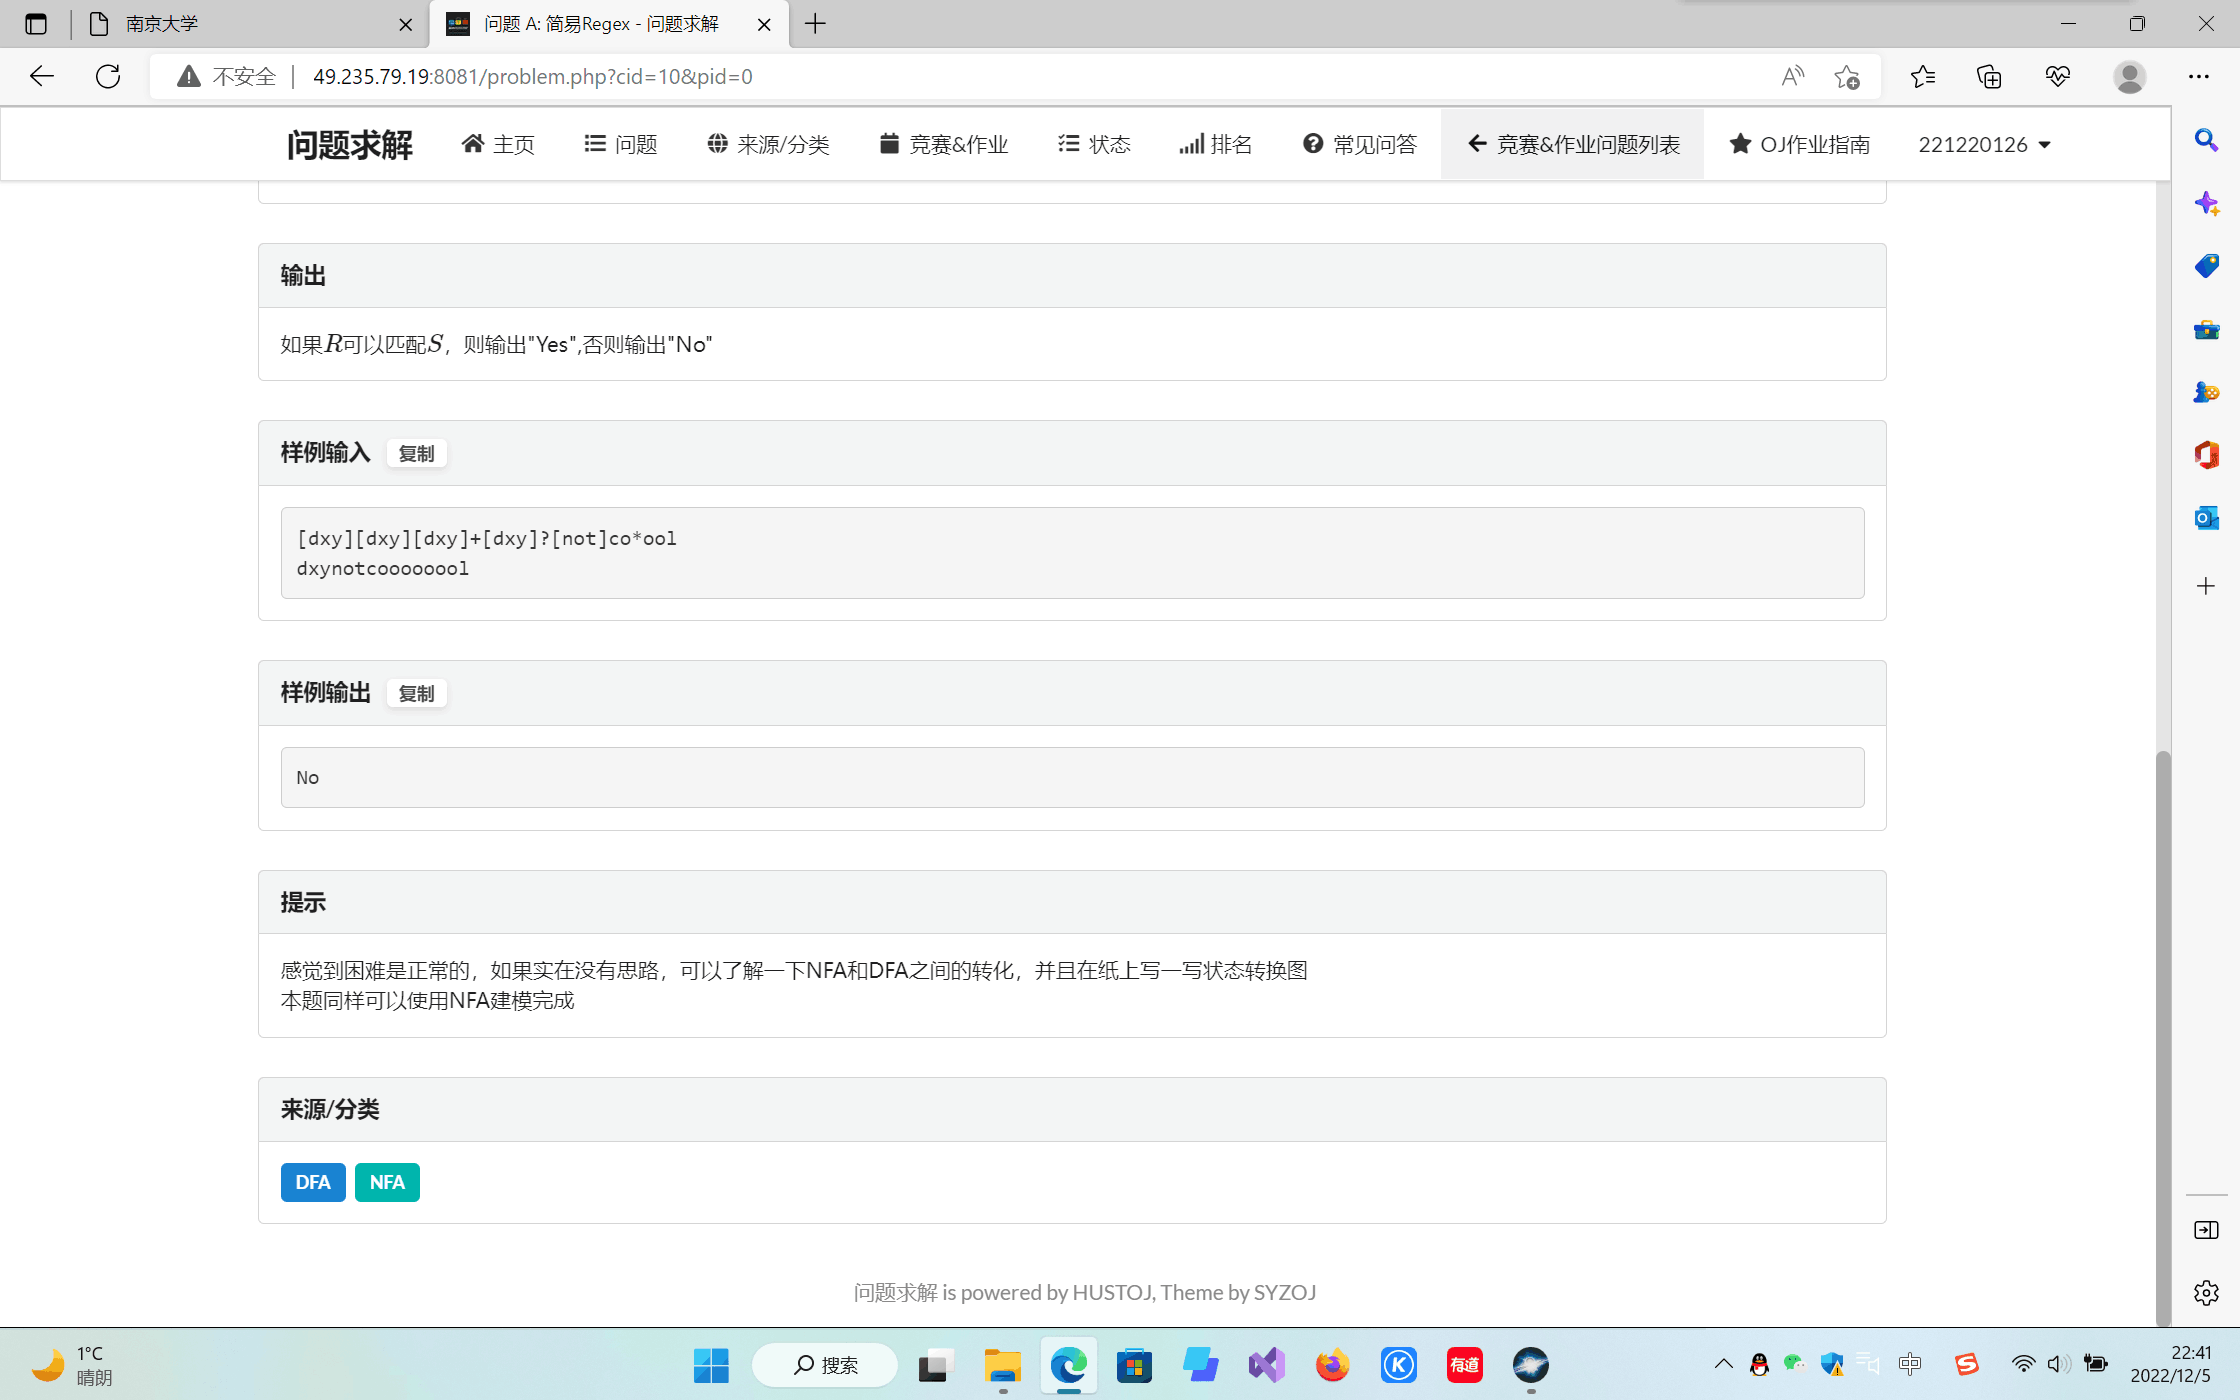 南京大学
问题 A: 简易Regex - 问题求解
不安全
49.235.79.19:8081/problem.php?cid=10&pid=0
问题求解
主页
问题
来源/分类
竞赛&作业
状态
排名
常见问答
竞赛&作业问题列表
OJ作业指南
221220126
输出
如果R可以匹配S，则输出"Yes",否则输出"No"
样例输入 复制
[dxy][dxy][dxy]+[dxy]?[not]co*ool
dxynotcoooooool
样例输出 复制
No
提示
感觉到困难是正常的，如果实在没有思路，可以了解一下NFA和DFA之间的转化，并且在纸上写一写状态转换图
本题同样可以使用NFA建模完成
来源/分类
DFA NFA
问题求解 is powered by HUSTOJ, Theme by SYZOJ
1°C
晴朗
搜索
有道
中
22:41
2022/12/5